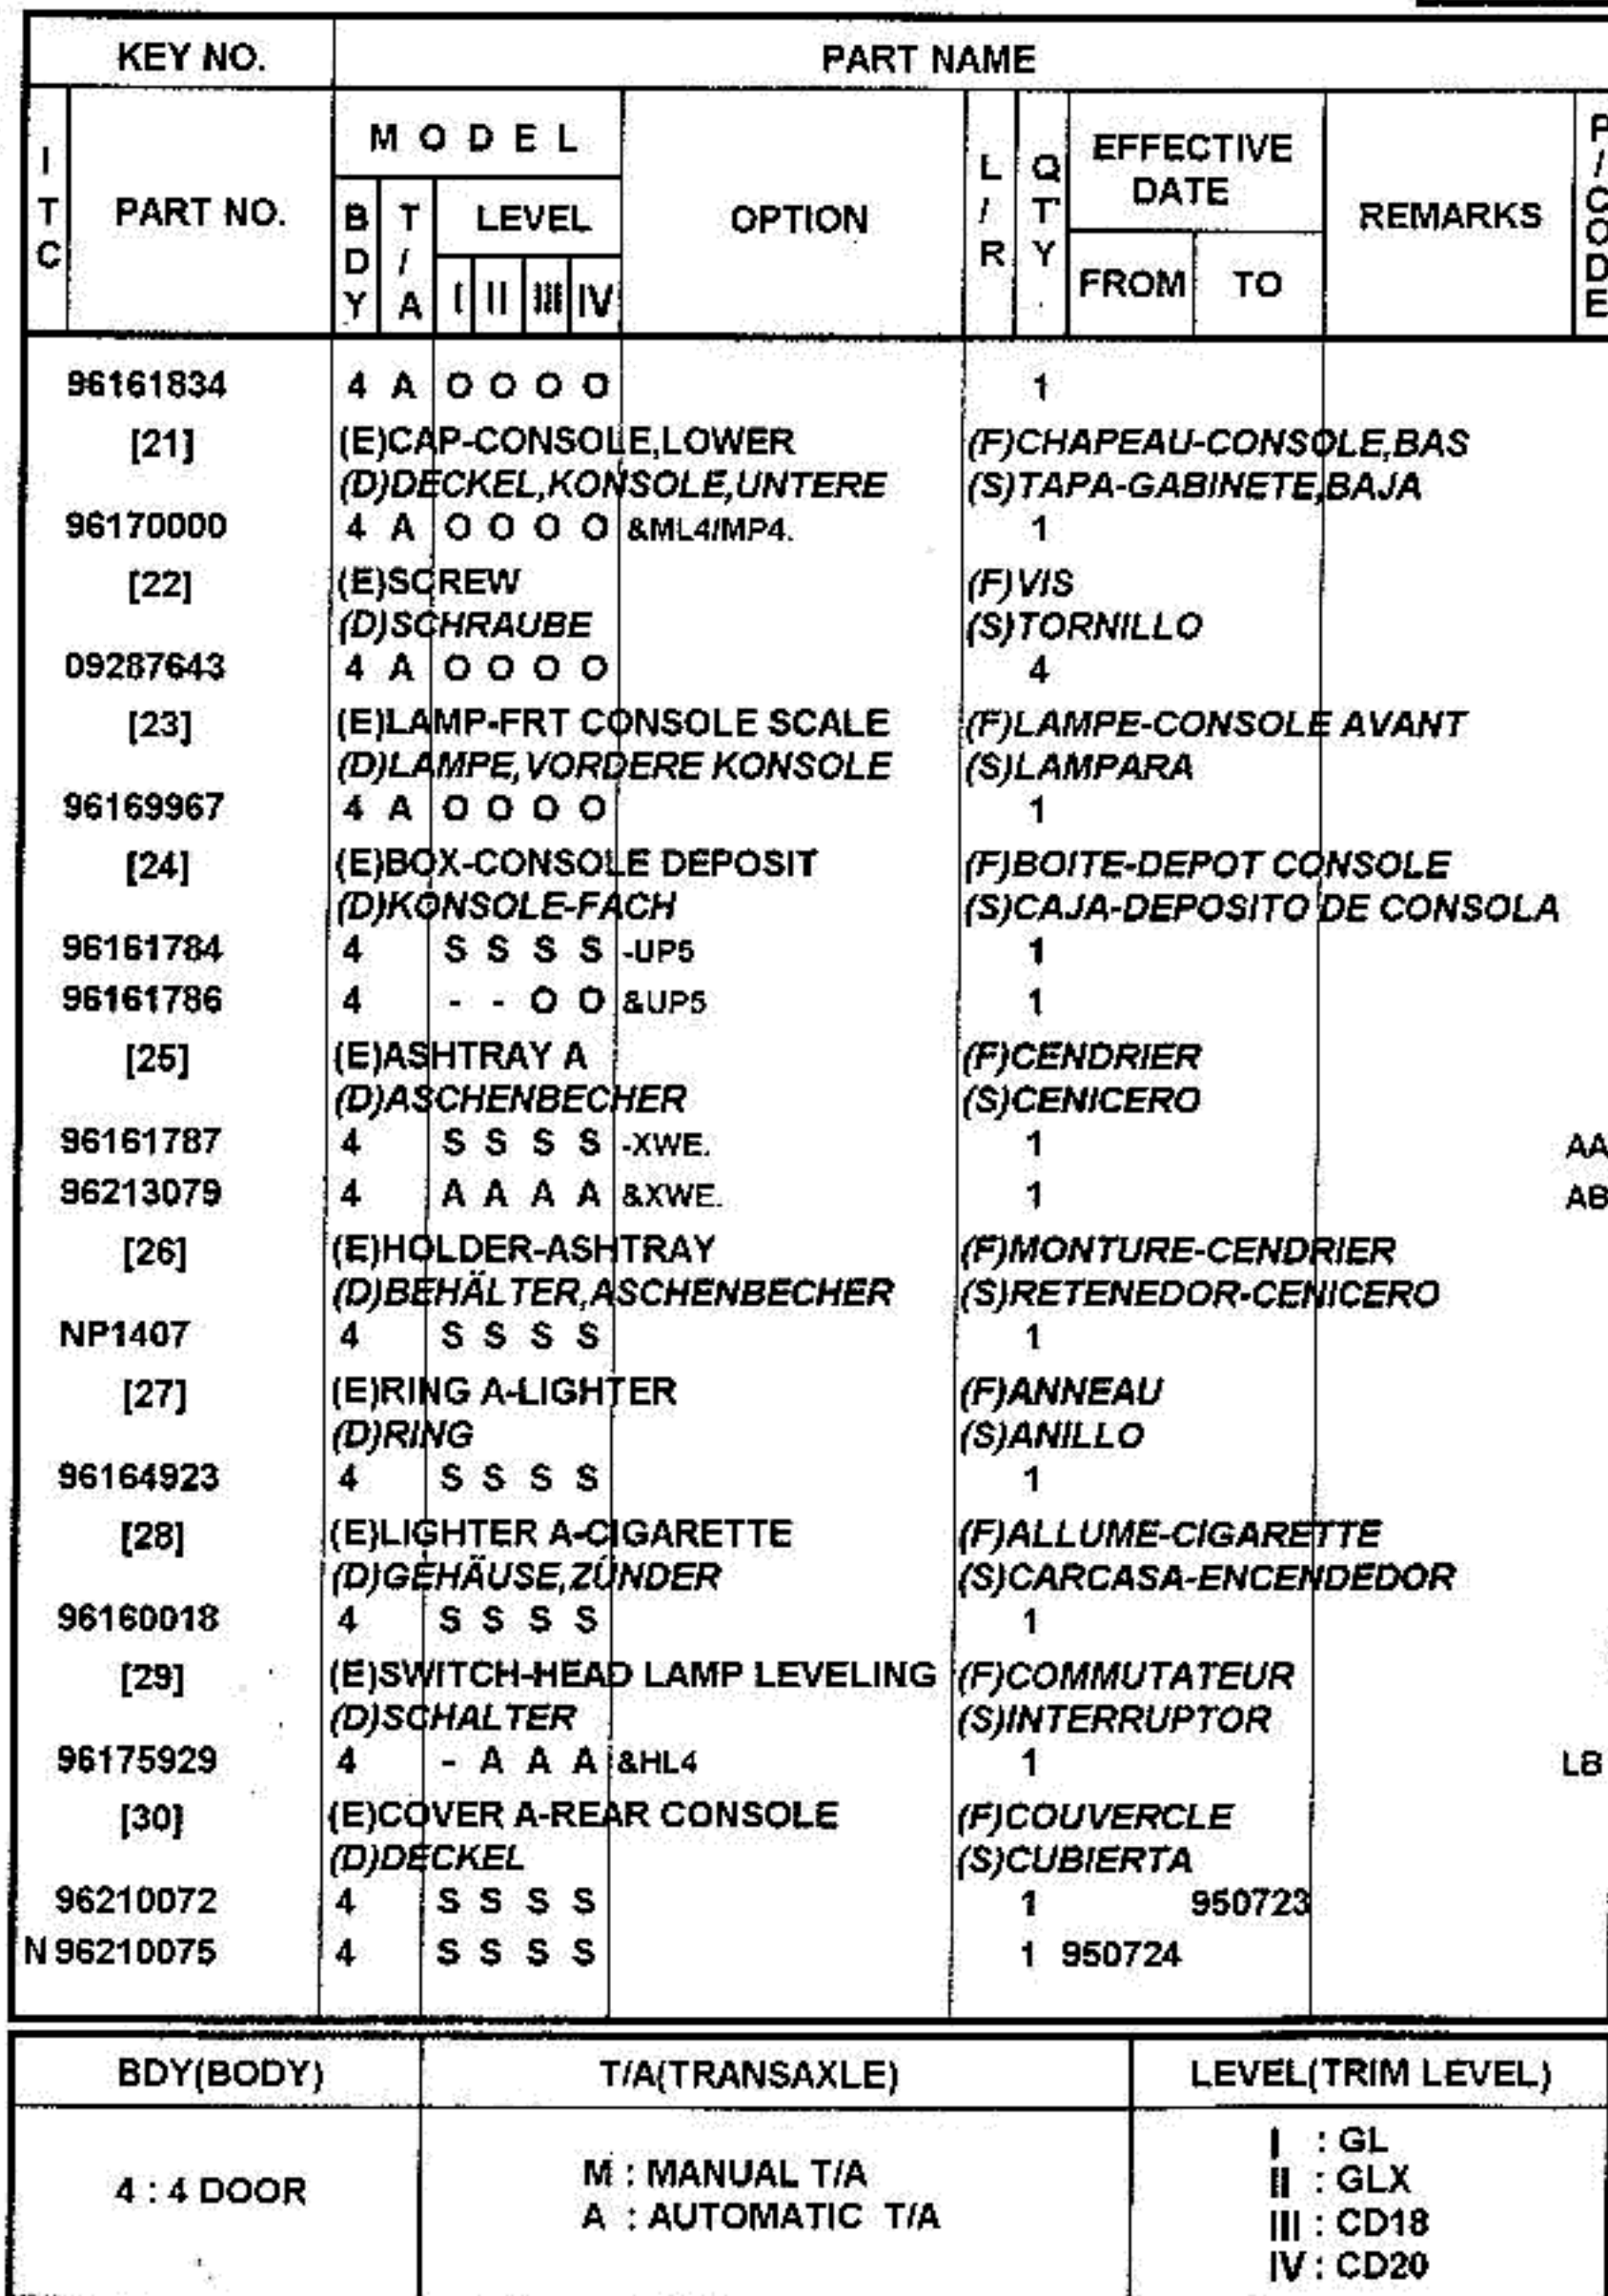 KEY NO. PART NAME
ITC PART NO. MODEL OPTION L/R QTY EFFECTIVE DATE REMARKS P/CODE
BDY T/A LEVEL FROM TO
I II III IV
96161834 4 A O O O O 1
[21] (E)CAP-CONSOLE,LOWER (F)CHAPEAU-CONSOLE,BAS
(D)DECKEL,KONSOLE,UNTERE (S)TAPA-GABINETE,BAJA
96170000 4 A O O O O &ML4/MP4. 1
[22] (E)SCREW (F)VIS
(D)SCHRAUBE (S)TORNILLO
09287643 4 A O O O O 4
[23] (E)LAMP-FRT CONSOLE SCALE (F)LAMPE-CONSOLE AVANT
(D)LAMPE,VORDERE KONSOLE (S)LAMPARA
96169967 4 A O O O O 1
[24] (E)BOX-CONSOLE DEPOSIT (F)BOITE-DEPOT CONSOLE
(D)KONSOLE-FACH (S)CAJA-DEPOSITO DE CONSOLA
96161784 4 S S S S -UP5 1
96161786 4 - - O O &UP5 1
[25] (E)ASHTRAY A (F)CENDRIER
(D)ASCHENBECHER (S)CENICERO
96161787 4 S S S S -XWE. 1 AA
96213079 4 A A A A &XWE. 1 AB
[26] (E)HOLDER-ASHTRAY (F)MONTURE-CENDRIER
(D)BEHÄLTER,ASCHENBECHER (S)RETENEDOR-CENICERO
NP1407 4 S S S S 1
[27] (E)RING A-LIGHTER (F)ANNEAU
(D)RING (S)ANILLO
96164923 4 S S S S 1
[28] (E)LIGHTER A-CIGARETTE (F)ALLUME-CIGARETTE
(D)GEHÄUSE,ZÜNDER (S)CARCASA-ENCENDEDOR
96160018 4 S S S S 1
[29] (E)SWITCH-HEAD LAMP LEVELING (F)COMMUTATEUR
(D)SCHALTER (S)INTERRUPTOR
96175929 4 - A A A &HL4 1 LB
[30] (E)COVER A-REAR CONSOLE (F)COUVERCLE
(D)DECKEL (S)CUBIERTA
96210072 4 S S S S 1 950723
N 96210075 4 S S S S 1 950724
BDY(BODY) T/A(TRANSAXLE) LEVEL(TRIM LEVEL)
4 : 4 DOOR
M : MANUAL T/A
A : AUTOMATIC T/A
I : GL
II : GLX
III : CD18
IV : CD20